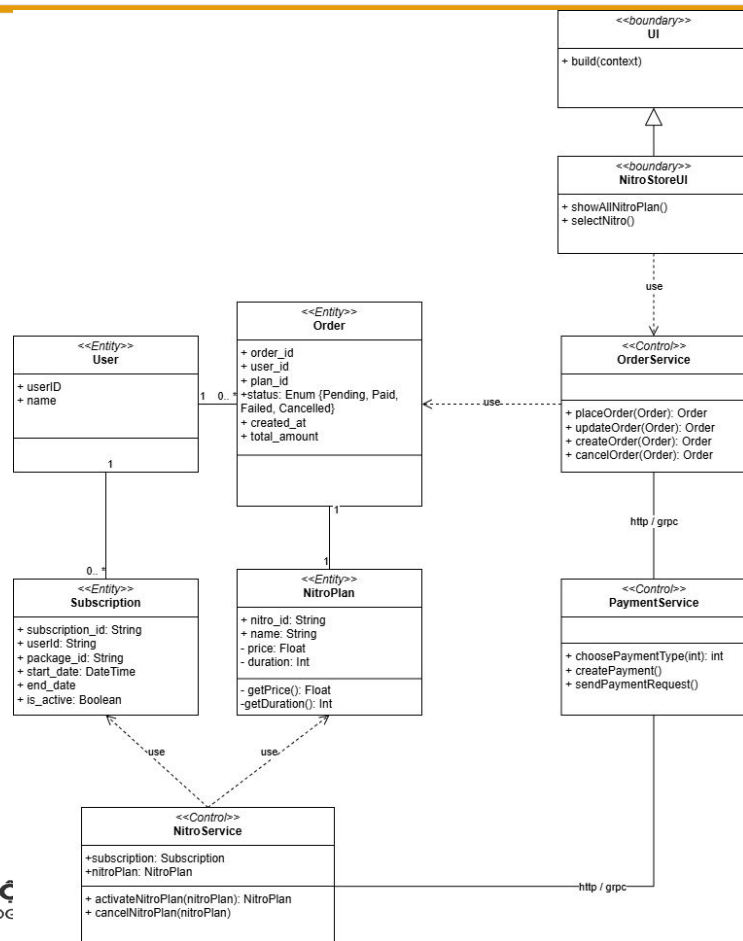 <<boundary>>
UI
+ build(context)
<<boundary>>
NitroStoreUI
+ showAllNitroPlan()
+ selectNitro()
use
<<Entity>>
Order
+ order_id
+ user_id
+ plan_id
+status: Enum {Pending, Paid,
Failed, Cancelled}
+ created_at
+ total_amount
<<Entity>>
User
+ userID
+ name
1
0.. *
use
<<Control>>
OrderService
+ placeOrder(Order): Order
+ updateOrder(Order): Order
+ createOrder(Order): Order
+ cancelOrder(Order): Order
1
0.. *
1
1
http / grpc
<<Entity>>
Subscription
+ subscription_id: String
+ userId: String
+ package_id: String
+ start_date: DateTime
+ end_date
+ is_active: Boolean
<<Entity>>
NitroPlan
+ nitro_id: String
+ name: String
- price: Float
- duration: Int
- getPrice(): Float
-getDuration(): Int
<<Control>>
PaymentService
+ choosePaymentType(int): int
+ createPayment()
+ sendPaymentRequest()
use
use
<<Control>>
NitroService
+subscription: Subscription
+nitroPlan: NitroPlan
+ activateNitroPlan(nitroPlan): NitroPlan
+ cancelNitroPlan(nitroPlan)
http / grpc